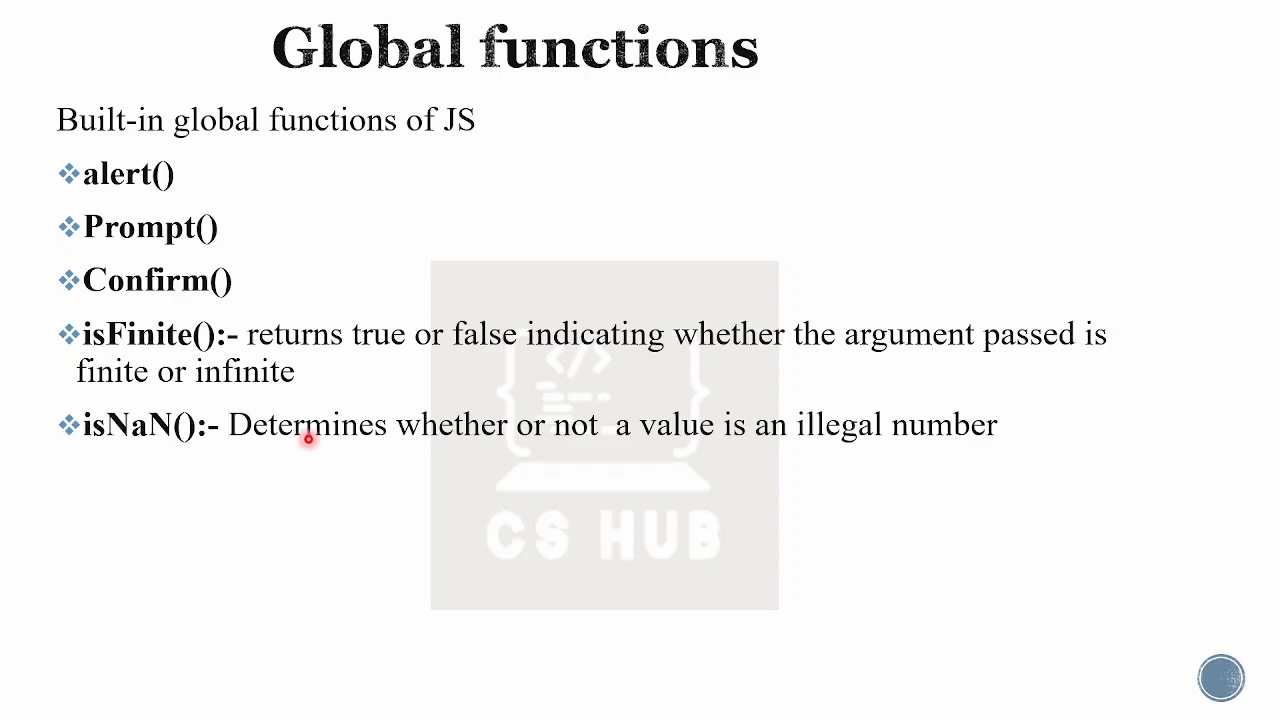 Global functions
Built-in global functions of JS
❖alert()
❖Prompt()
❖Confirm()
❖isFinite():- returns true or false indicating whether the argument passed is
finite or infinite
❖isNaN():- Determines whether or not  a value is an illegal number
CS HUB